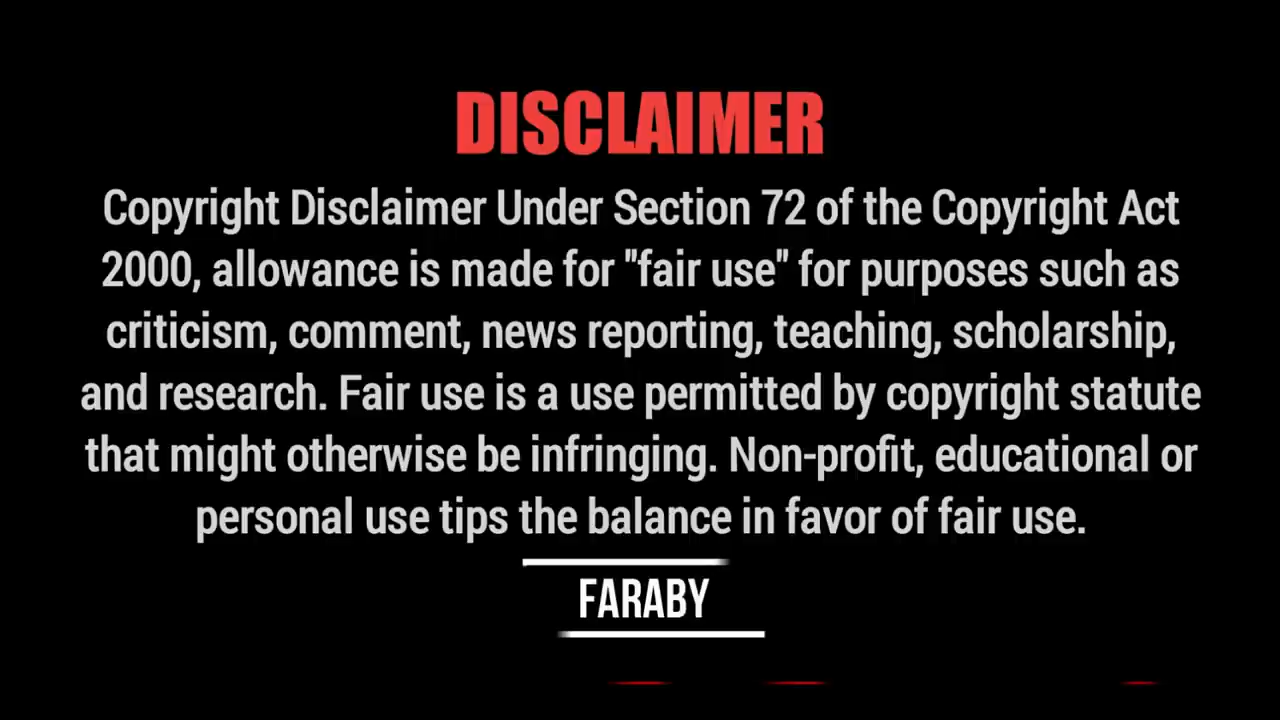 DISCLAIMER
Copyright Disclaimer Under Section 72 of the Copyright Act
2000, allowance is made for "fair use" for purposes such as
criticism, comment, news reporting, teaching, scholarship,
and research. Fair use is a use permitted by copyright statute
that might otherwise be infringing. Non-profit, educational or
personal use tips the balance in favor of fair use.
FARABY